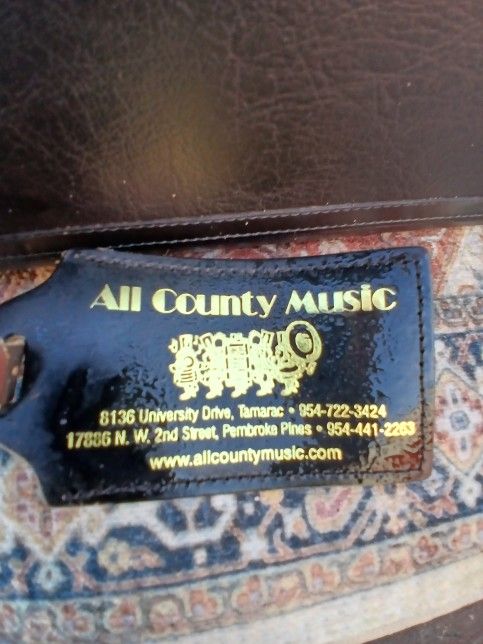 All County Music
8136 University Drive, Tamarac • 954-722-3424
17886 N. W. 2nd Street, Pembroke Pines • 954-441-2263
www.allcountymusic.com